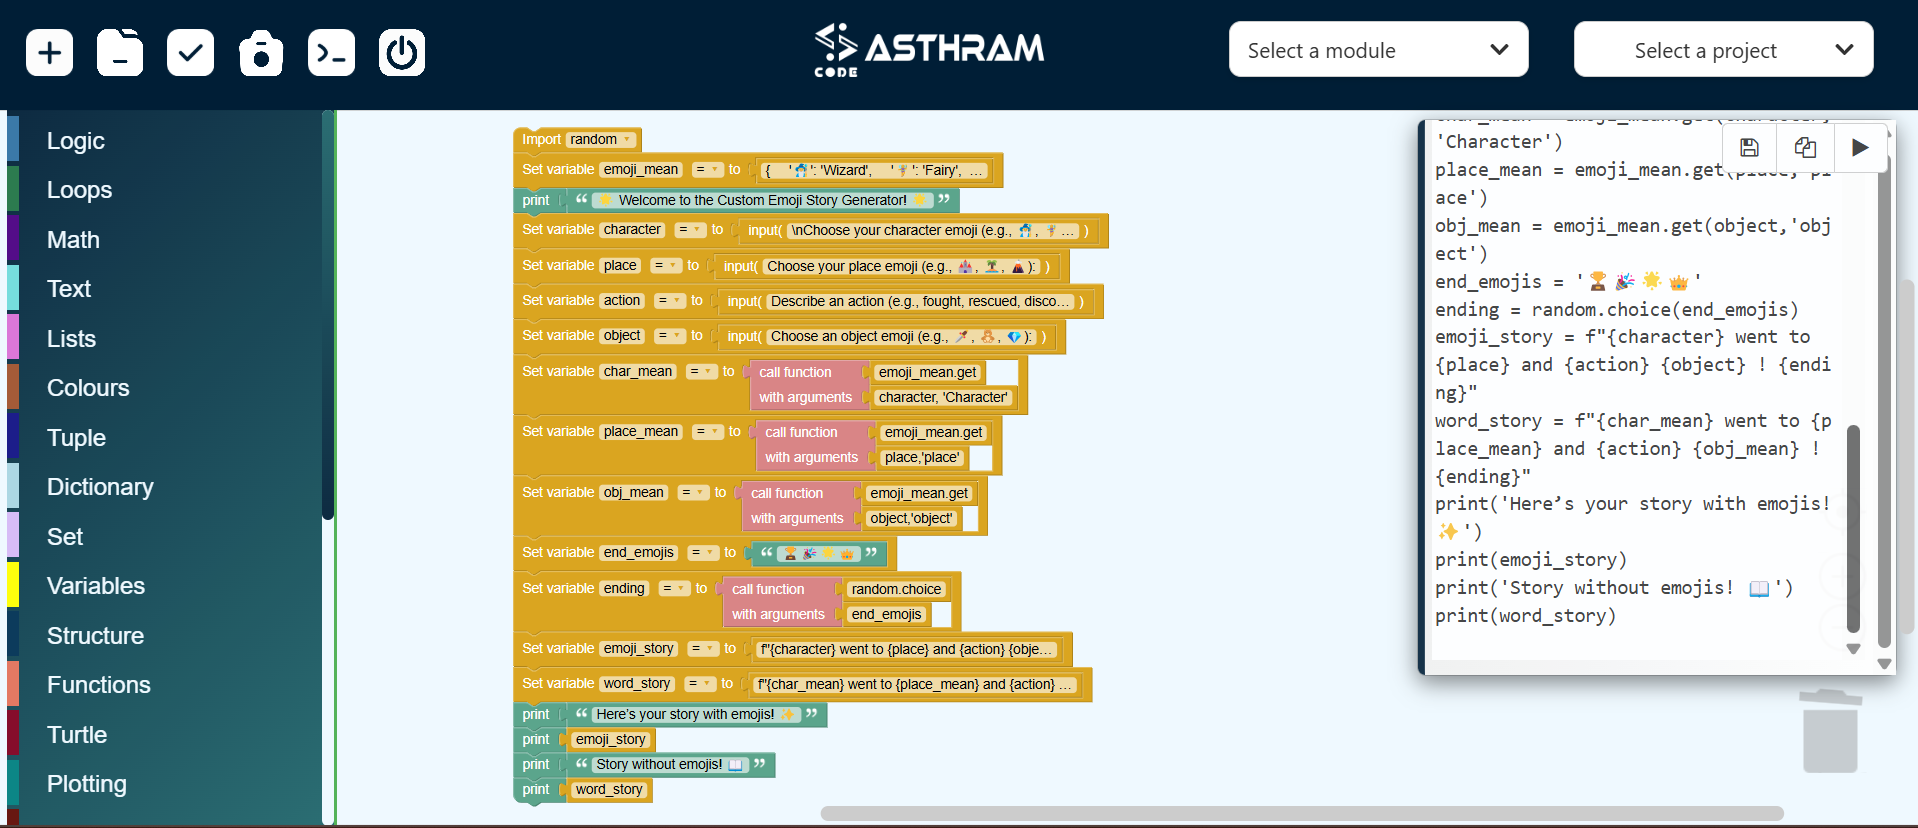 CODE ASTHRAM
Select a module
Select a project
Logic
Loops
Math
Text
Lists
Colours
Tuple
Dictionary
Set
Variables
Structure
Functions
Turtle
Plotting
Import random
Set variable emoji_mean = to { '🧙': 'Wizard', '🧚': 'Fairy', ...
print “ 🌟 Welcome to the Custom Emoji Story Generator! 🌟 ”
Set variable character = to input( \nChoose your character emoji (e.g., 🧙, 🧚 ... )
Set variable place = to input( Choose your place emoji (e.g., 🏰, 🏝️, 🌋): )
Set variable action = to input( Describe an action (e.g., fought, rescued, disco... )
Set variable object = to input( Choose an object emoji (e.g., 🗡️, 🧸, 💎): )
Set variable char_mean = to call function emoji_mean.get
with arguments character, 'Character'
Set variable place_mean = to call function emoji_mean.get
with arguments place,'place'
Set variable obj_mean = to call function emoji_mean.get
with arguments object,'object'
Set variable end_emojis = to “ 🏆🎉🌟👑 ”
Set variable ending = to call function random.choice
with arguments end_emojis
Set variable emoji_story = to f"{character} went to {place} and {action} {obje...
Set variable word_story = to f"{char_mean} went to {place_mean} and {action} ...
print “ Here’s your story with emojis! ✨ ”
print emoji_story
print “ Story without emojis! 📖 ”
print word_story
'Character')
place_mean = emoji_mean.get(place,'pl
ace')
obj_mean = emoji_mean.get(object,'obj
ect')
end_emojis = '🏆🎉🌟👑'
ending = random.choice(end_emojis)
emoji_story = f"{character} went to
{place} and {action} {object} ! {endi
ng}"
word_story = f"{char_mean} went to {p
lace_mean} and {action} {obj_mean} !
{ending}"
print('Here’s your story with emojis!
✨')
print(emoji_story)
print('Story without emojis! 📖')
print(word_story)